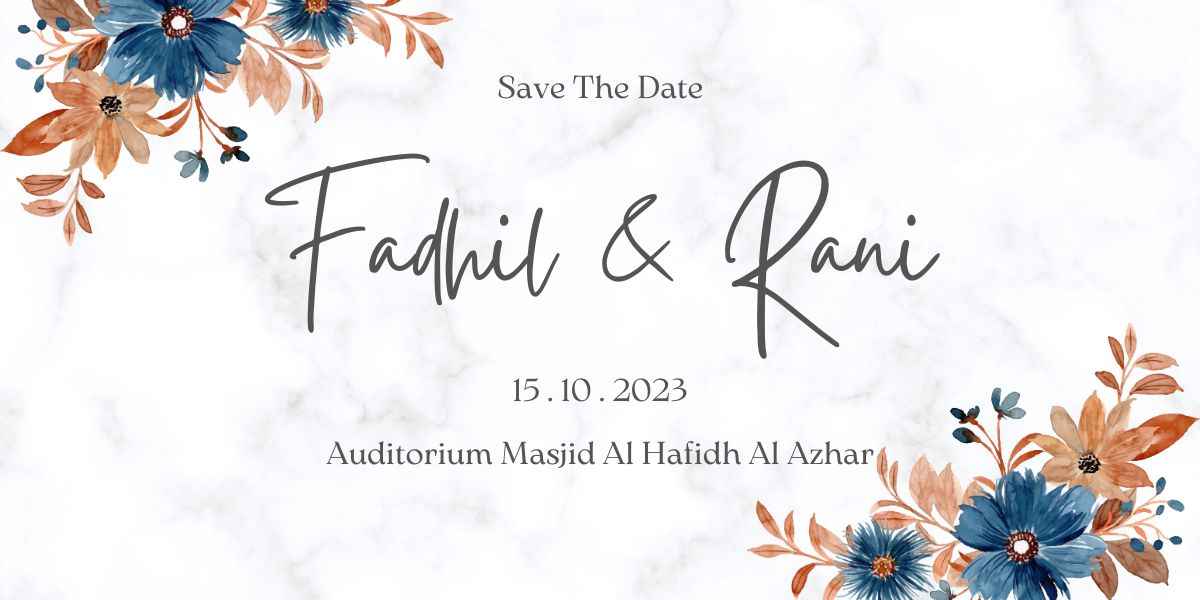 Save The Date
Fadhil & Rani
15 . 10 . 2023
Auditorium Masjid Al Hafidh Al Azhar